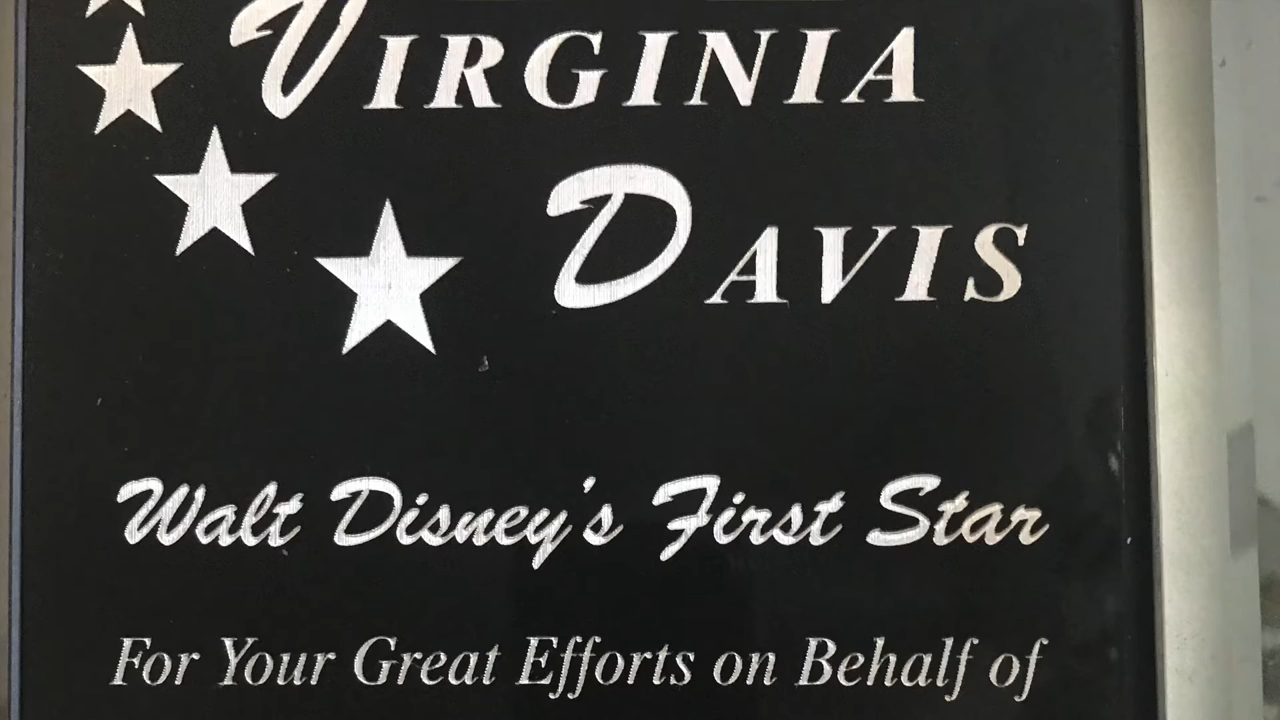 VIRGINIA
DAVIS
Walt Disney's First Star
For Your Great Efforts on Behalf of